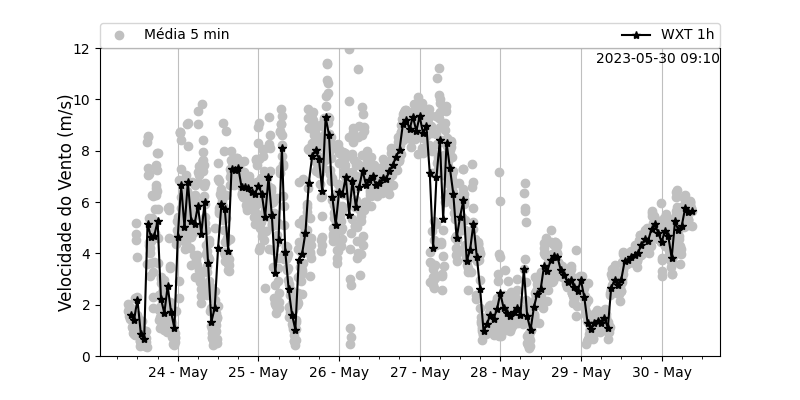 Média 5 min
WXT 1h
2023-05-30 09:10
Velocidade do Vento (m/s)
12
10
8
6
4
2
0
24 - May
25 - May
26 - May
27 - May
28 - May
29 - May
30 - May